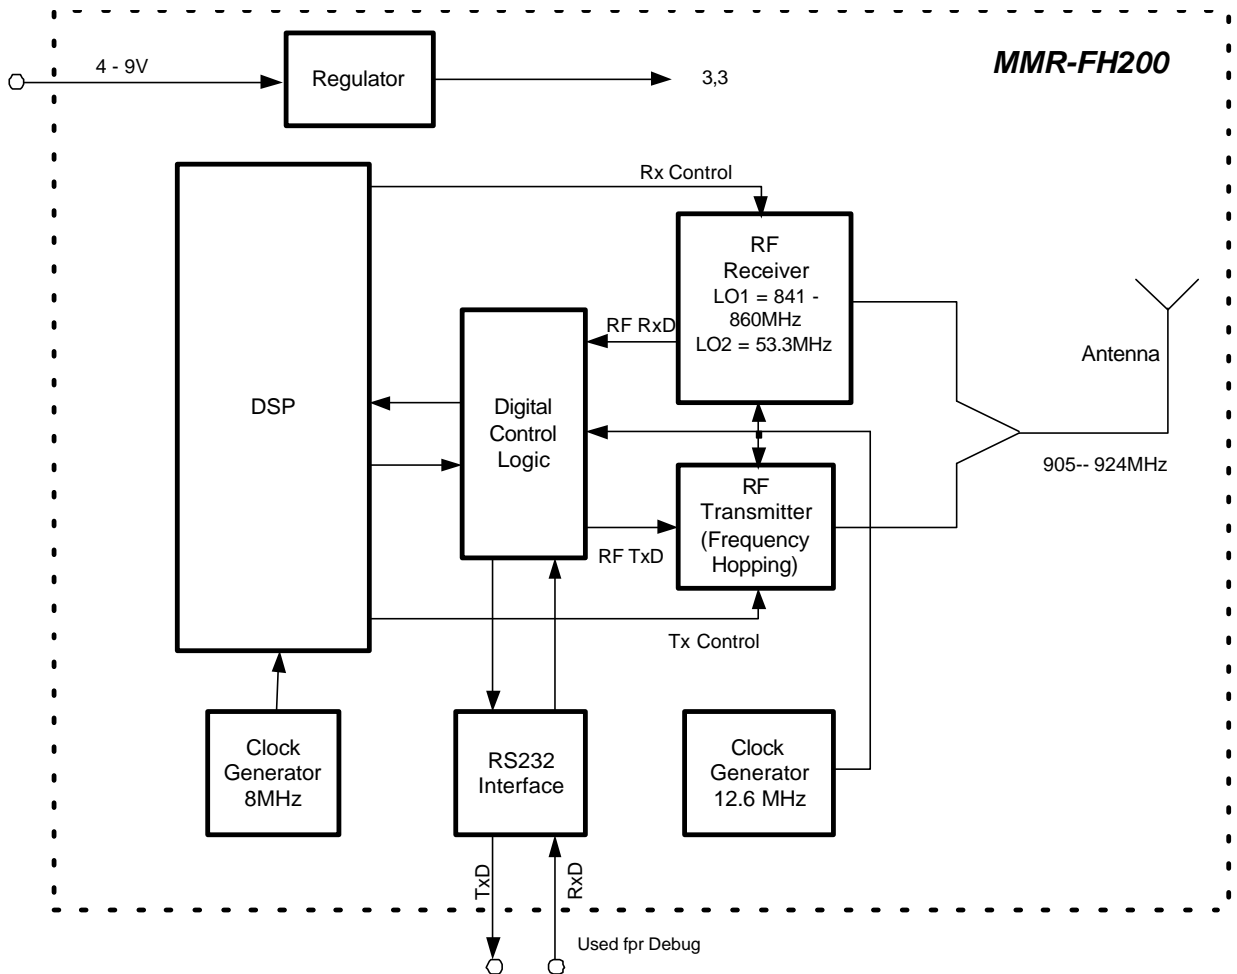 MMR-FH200
4 - 9V
Regulator
3,3
Rx Control
RF
Receiver
LO1 = 841 -
860MHz
LO2 = 53.3MHz
RF RxD
Antenna
DSP
Digital
Control
Logic
905-- 924MHz
RF
Transmitter
(Frequency
Hopping)
RF TxD
Tx Control
Clock
Generator
8MHz
RS232
Interface
Clock
Generator
12.6 MHz
TxD
RxD
Used fpr Debug